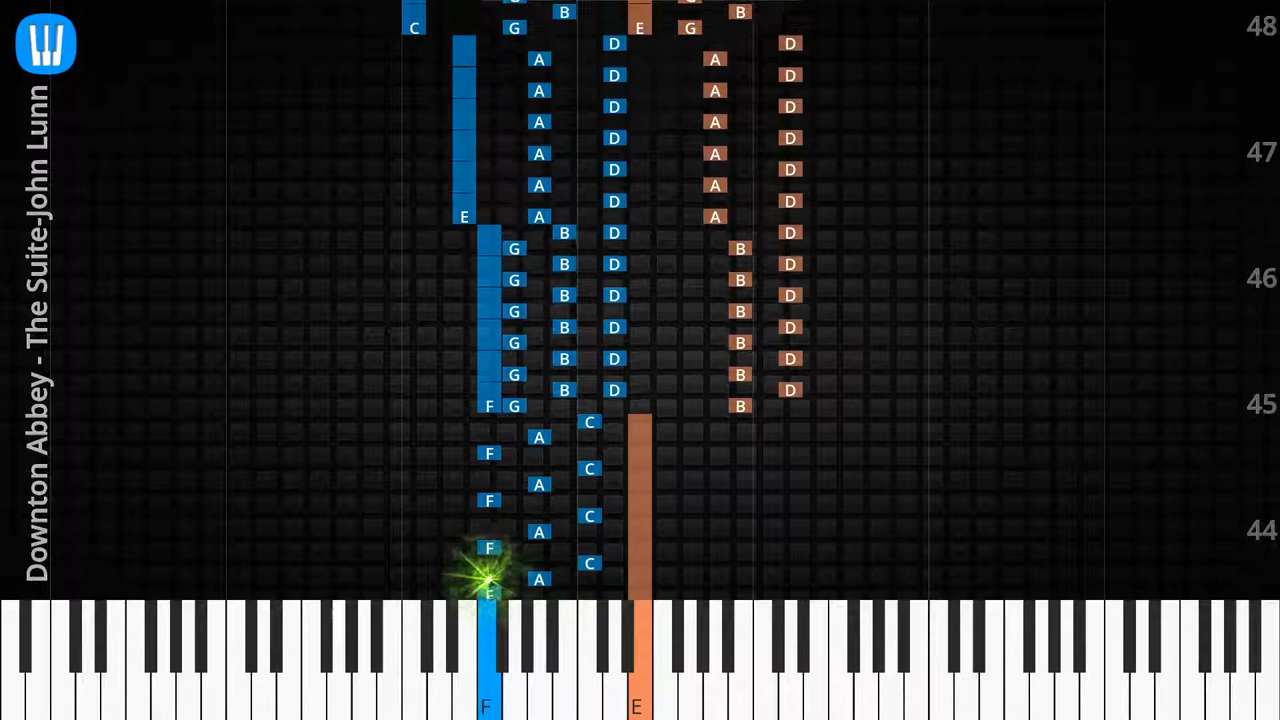 Downton Abbey - The Suite-John Lunn
G B G B
C G E G 48
D D
A A
D D
A A
D D
A A
D D
A A 47
D D
A A
D D
E A A
B D D
G B
B D D
G B 46
B D D
G B
B D D
G B
B D D
G B
B D D
F G B 45
C
A
F
C
A
F
C
A 44
F
C
A
F
F E